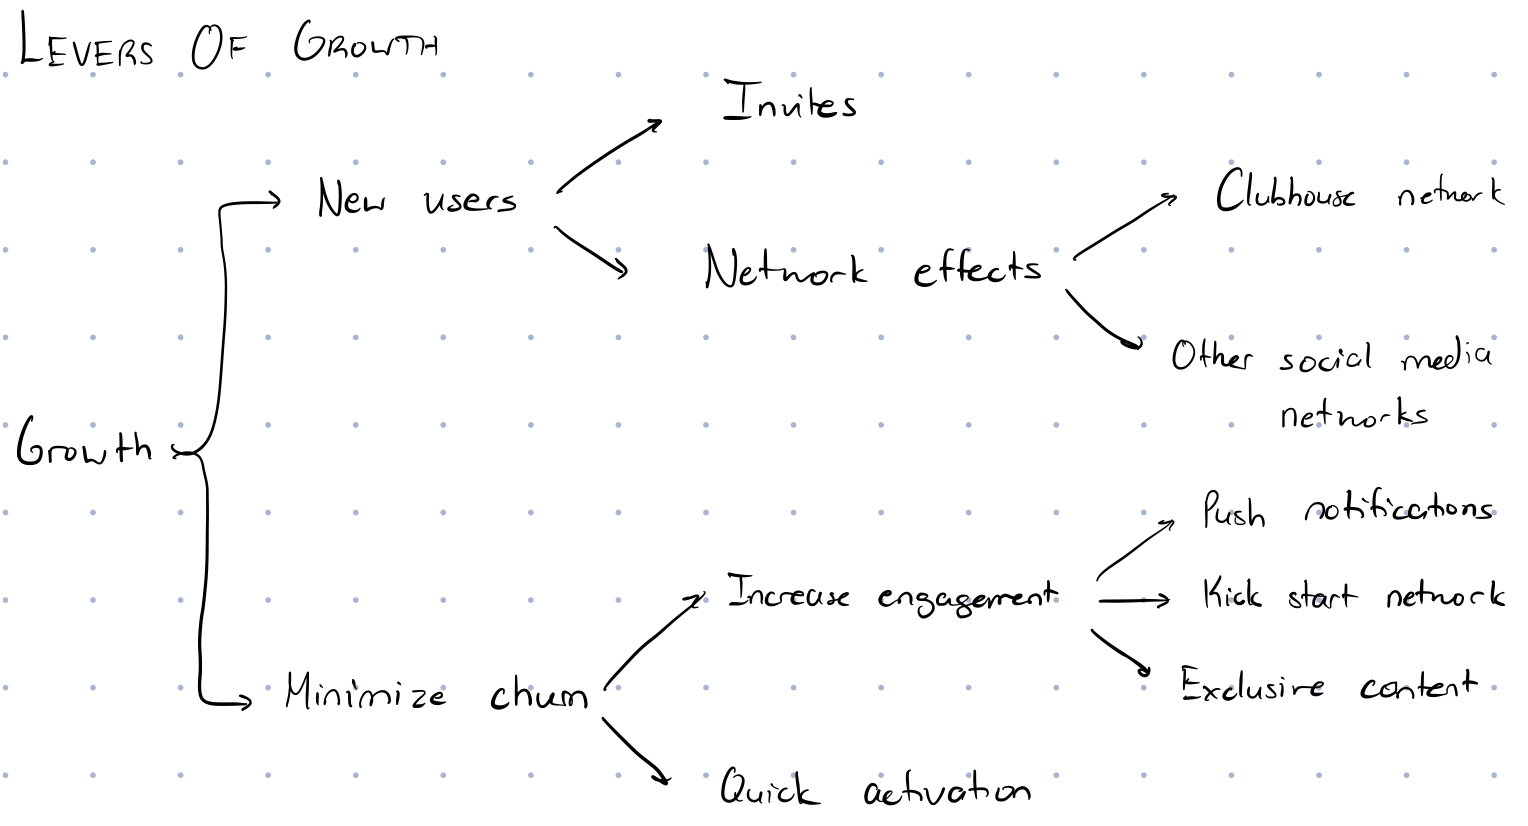 LEVERS OF GROWTH
Invites
New users
Clubhouse network
Network effects
Other social media
networks
Growth
Push notifications
Increase engagement
Kick start network
Minimize churn
Exclusive content
Quick activation